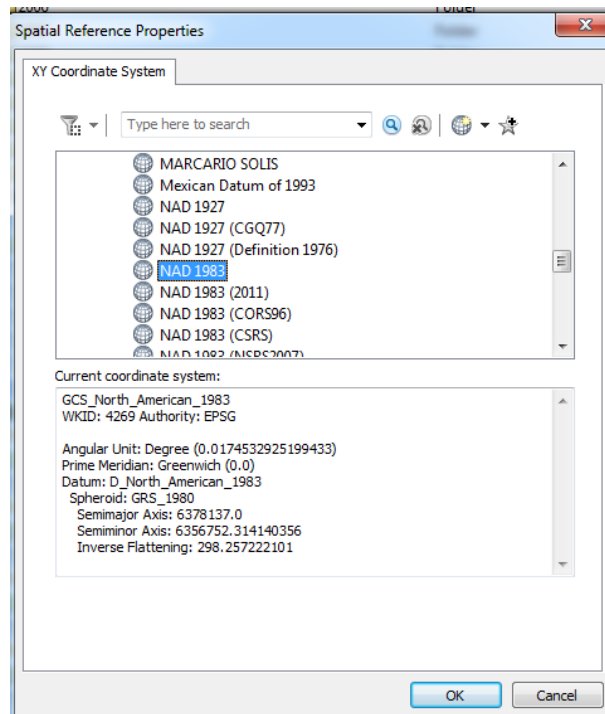 Spatial Reference Properties
XY Coordinate System
Type here to search
MARCARIO SOLIS
Mexican Datum of 1993
NAD 1927
NAD 1927 (CGQ77)
NAD 1927 (Definition 1976)
NAD 1983
NAD 1983 (2011)
NAD 1983 (CORS96)
NAD 1983 (CSRS)
NAD 1983 (NSRS2007)
Current coordinate system:
GCS_North_American_1983
WKID: 4269 Authority: EPSG
Angular Unit: Degree (0.0174532925199433)
Prime Meridian: Greenwich (0.0)
Datum: D_North_American_1983
Spheroid: GRS_1980
Semimajor Axis: 6378137.0
Semiminor Axis: 6356752.314140356
Inverse Flattening: 298.257222101
OK Cancel